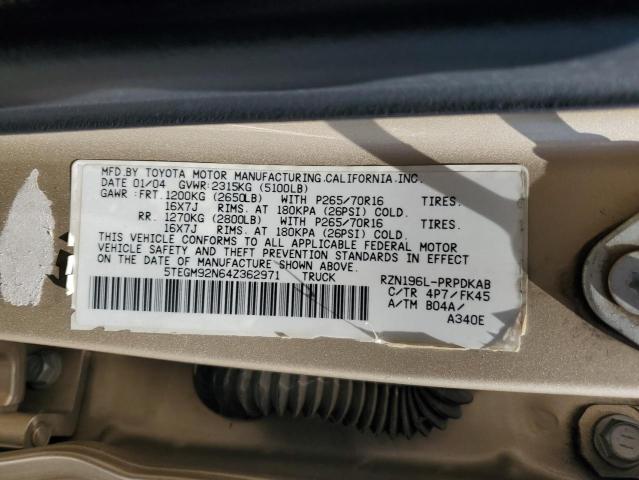 MFD.BY TOYOTA MOTOR MANUFACTURING.CALIFORNIA.INC.
DATE 01/04 GVWR:2315KG (5100LB)
GAWR :FRT.1200KG (2650LB) WITH P265/70R16 TIRES.
16X7J RIMS. AT 180KPA (26PSI) COLD.
RR. 1270KG (2800LB) WITH P265/70R16 TIRES.
16X7J RIMS. AT 180KPA (26PSI) COLD.
THIS VEHICLE CONFORMS TO ALL APPLICABLE FEDERAL MOTOR
VEHICLE SAFETY AND THEFT PREVENTION STANDARDS IN EFFECT
ON THE DATE OF MANUFACTURE SHOWN ABOVE.
5TEGM92N64Z362971 TRUCK RZN196L-PRPDKAB
C/TR 4P7/FK45
A/TM B04A/
A340E